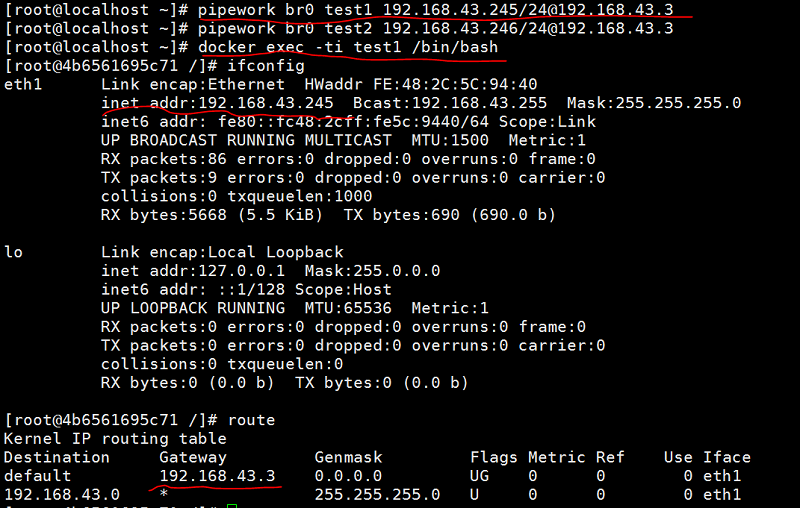 [root@localhost ~]# pipework br0 test1 192.168.43.245/24@192.168.43.3
[root@localhost ~]# pipework br0 test2 192.168.43.246/24@192.168.43.3
[root@localhost ~]# docker exec -ti test1 /bin/bash
[root@4b6561695c71 /]# ifconfig
eth1      Link encap:Ethernet  HWaddr FE:48:2C:5C:94:40
          inet addr:192.168.43.245  Bcast:192.168.43.255  Mask:255.255.255.0
          inet6 addr: fe80::fc48:2cff:fe5c:9440/64 Scope:Link
          UP BROADCAST RUNNING MULTICAST  MTU:1500  Metric:1
          RX packets:86 errors:0 dropped:0 overruns:0 frame:0
          TX packets:9 errors:0 dropped:0 overruns:0 carrier:0
          collisions:0 txqueuelen:1000
          RX bytes:5668 (5.5 KiB)  TX bytes:690 (690.0 b)
lo        Link encap:Local Loopback
          inet addr:127.0.0.1  Mask:255.0.0.0
          inet6 addr: ::1/128 Scope:Host
          UP LOOPBACK RUNNING  MTU:65536  Metric:1
          RX packets:0 errors:0 dropped:0 overruns:0 frame:0
          TX packets:0 errors:0 dropped:0 overruns:0 carrier:0
          collisions:0 txqueuelen:0
          RX bytes:0 (0.0 b)  TX bytes:0 (0.0 b)
[root@4b6561695c71 /]# route
Kernel IP routing table
Destination     Gateway         Genmask         Flags Metric Ref    Use Iface
default         192.168.43.3    0.0.0.0         UG    0      0        0 eth1
192.168.43.0    *               255.255.255.0   U     0      0        0 eth1